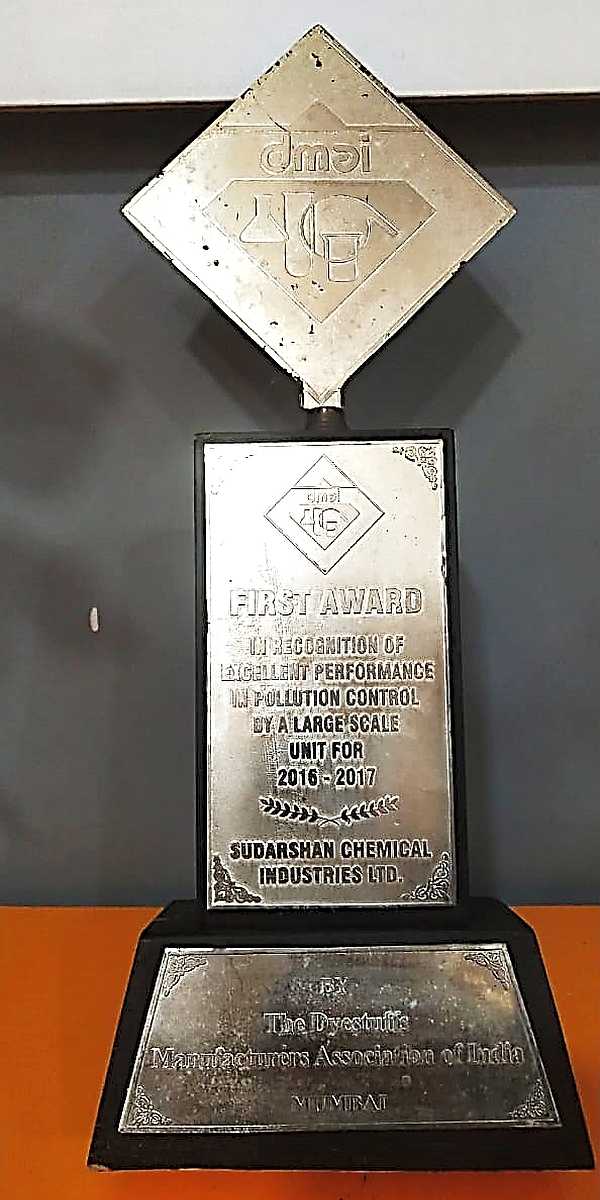 dmai
dmai
FIRST AWARD
IN RECOGNITION OF
EXCELLENT PERFORMANCE
IN POLLUTION CONTROL
BY A LARGE SCALE
UNIT FOR
2016 - 2017
SUDARSHAN CHEMICAL
INDUSTRIES LTD.
BY
The Dyestuffs
Manufacturers Association of India
MUMBAI